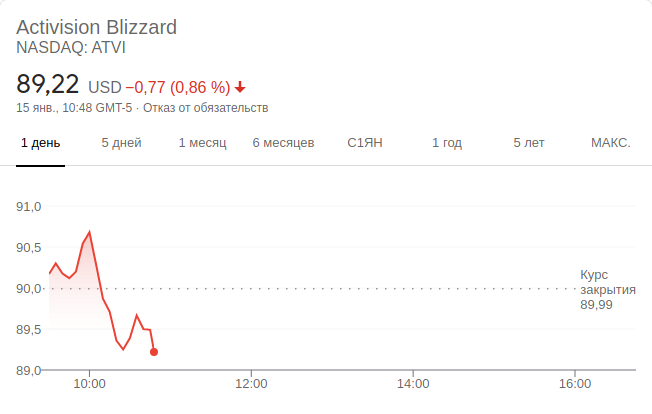 Activision Blizzard
NASDAQ: ATVI
89,22 USD −0,77 (0,86 %)
15 янв., 10:48 GMT-5 · Отказ от обязательств
1 день 5 дней 1 месяц 6 месяцев С1ЯН 1 год 5 лет МАКС.
91,0
90,5
90,0
89,5
89,0
Курс
закрытия
89,99
10:00 12:00 14:00 16:00